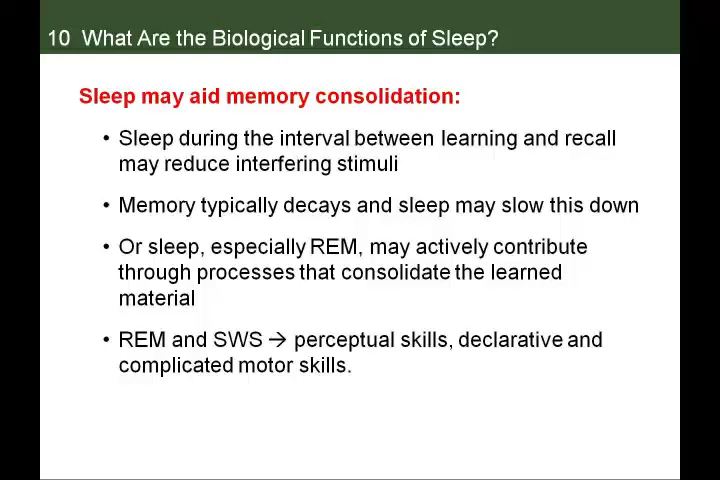 10 What Are the Biological Functions of Sleep?
Sleep may aid memory consolidation:
• Sleep during the interval between learning and recall
may reduce interfering stimuli
• Memory typically decays and sleep may slow this down
• Or sleep, especially REM, may actively contribute
through processes that consolidate the learned
material
• REM and SWS → perceptual skills, declarative and
complicated motor skills.